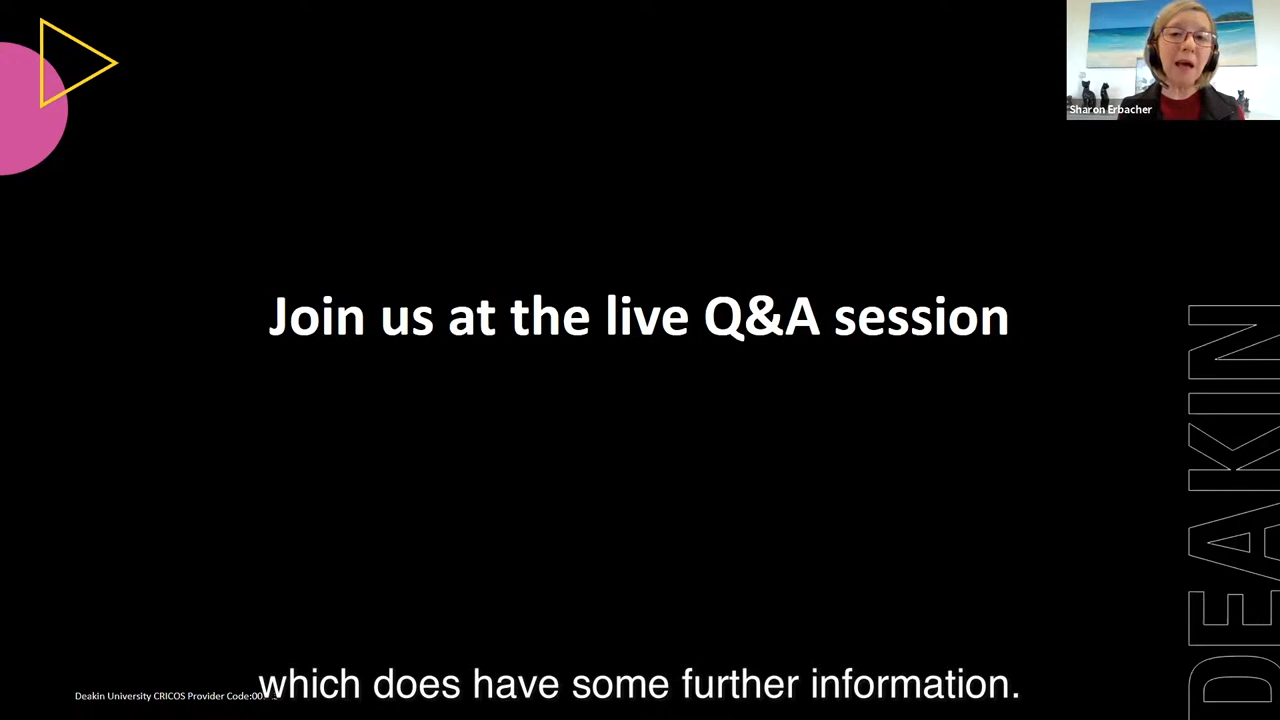 Sharon Erbacher
Join us at the live Q&A session
DEAKIN
which does have some further information.
Deakin University CRICOS Provider Code: